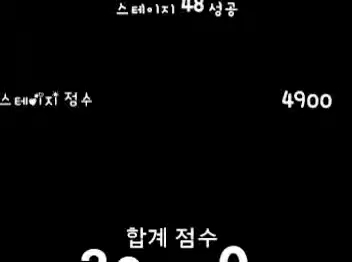 스테이지 48 성공
스테이지 점수 4900
합계 점수